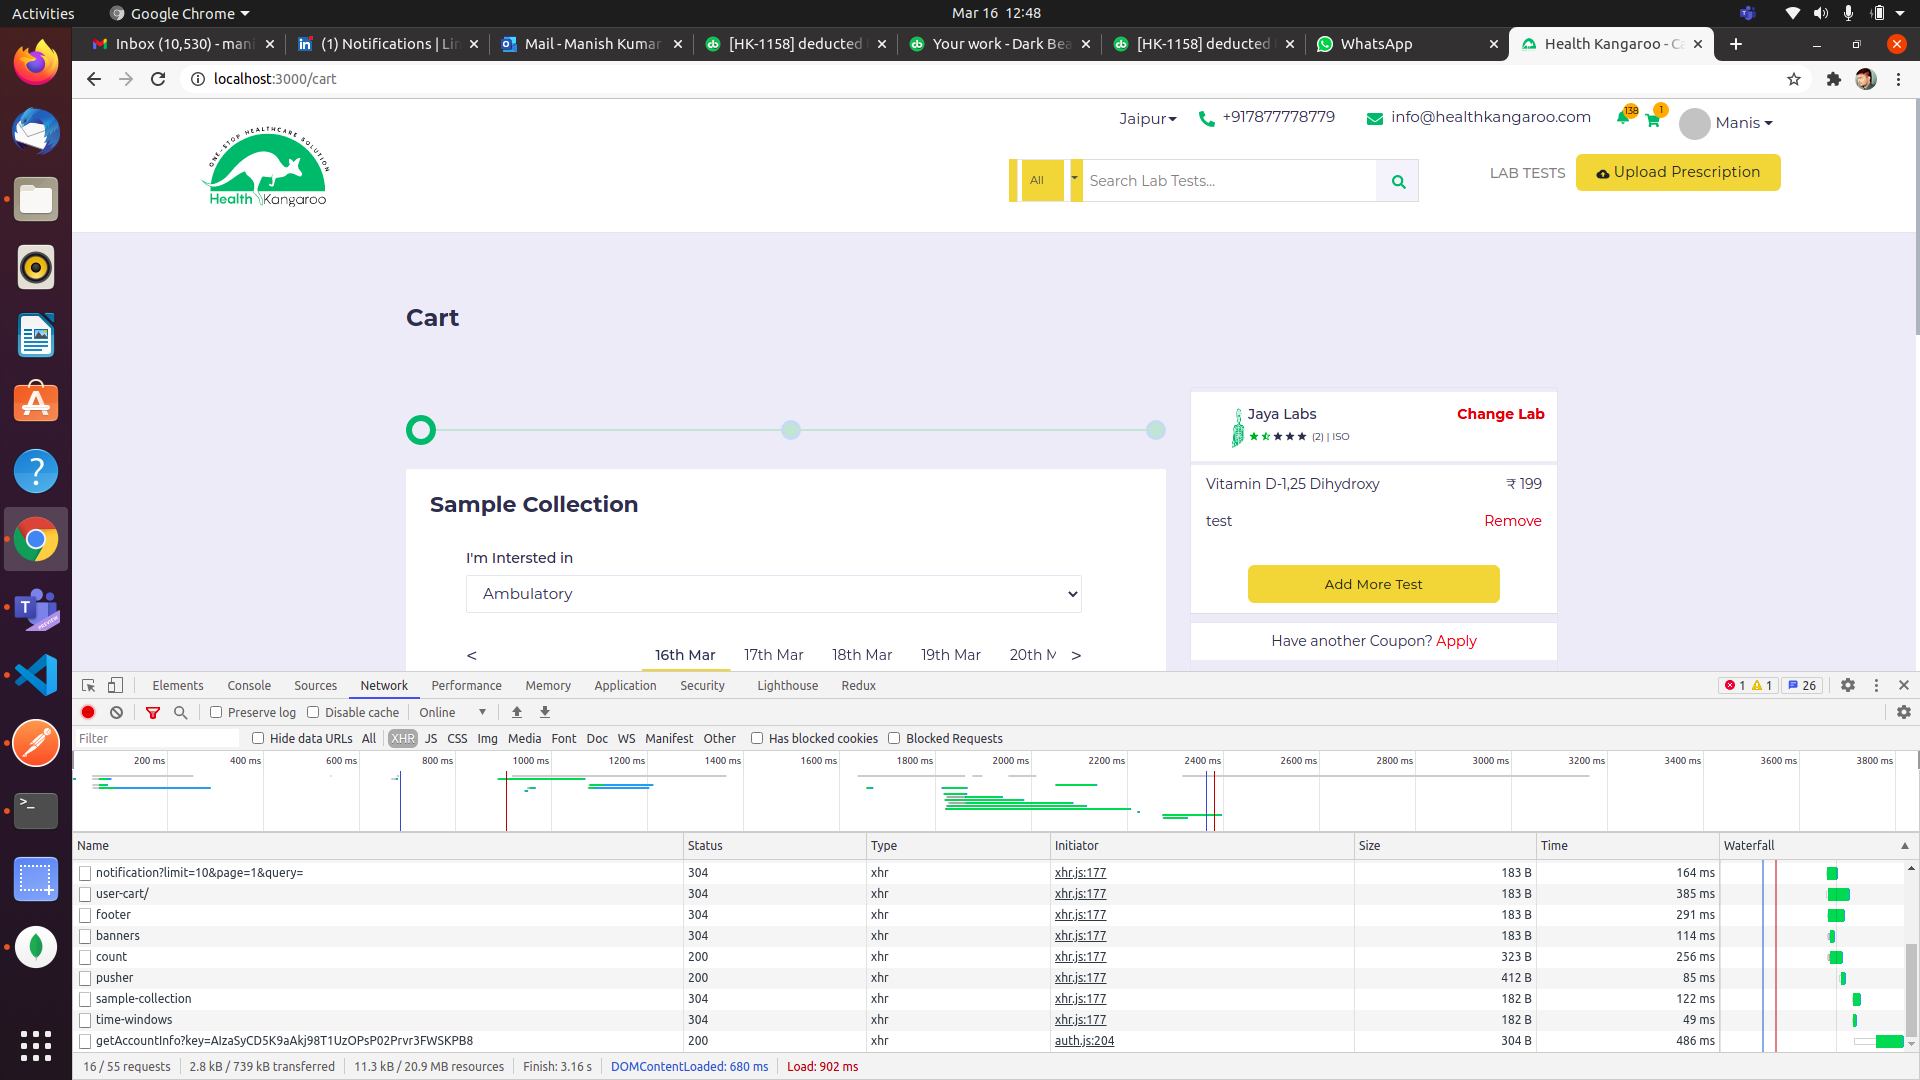 Activities
Google Chrome
Mar 16 12:48
Inbox (10,530) - mani
(1) Notifications | Lin
Mail - Manish Kumar
[HK-1158] deducted
Your work - Dark Bea
[HK-1158] deducted
WhatsApp
Health Kangaroo - Ca
localhost:3000/cart
ONE-STOP HEALTHCARE SOLUTION
Health Kangaroo
Jaipur
+917877778779
info@healthkangaroo.com
138
1
Manis
All
Search Lab Tests...
LAB TESTS
Upload Prescription
Cart
Jaya Labs
Change Lab
(2) | ISO
Sample Collection
Vitamin D-1,25 Dihydroxy
₹ 199
test
Remove
I'm Intersted in
Ambulatory
Add More Test
< 16th Mar 17th Mar 18th Mar 19th Mar 20th M >
Have another Coupon? Apply
Elements Console Sources Network Performance Memory Application Security Lighthouse Redux
1 1 26
Preserve log Disable cache Online
Filter Hide data URLs All XHR JS CSS Img Media Font Doc WS Manifest Other Has blocked cookies Blocked Requests
200 ms 400 ms 600 ms 800 ms 1000 ms 1200 ms 1400 ms 1600 ms 1800 ms 2000 ms 2200 ms 2400 ms 2600 ms 2800 ms 3000 ms 3200 ms 3400 ms 3600 ms 3800 ms
Name Status Type Initiator Size Time Waterfall
notification?limit=10&page=1&query= 304 xhr xhr.js:177 183 B 164 ms
user-cart/ 304 xhr xhr.js:177 183 B 385 ms
footer 304 xhr xhr.js:177 183 B 291 ms
banners 304 xhr xhr.js:177 183 B 114 ms
count 200 xhr xhr.js:177 323 B 256 ms
pusher 200 xhr xhr.js:177 412 B 85 ms
sample-collection 304 xhr xhr.js:177 182 B 122 ms
time-windows 304 xhr xhr.js:177 182 B 49 ms
getAccountInfo?key=AIzaSyCD5K9aAkj98T1UzOPsP02Prvr3FWSKPB8 200 xhr auth.js:204 304 B 486 ms
16 / 55 requests 2.8 kB / 739 kB transferred 11.3 kB / 20.9 MB resources Finish: 3.16 s DOMContentLoaded: 680 ms Load: 902 ms